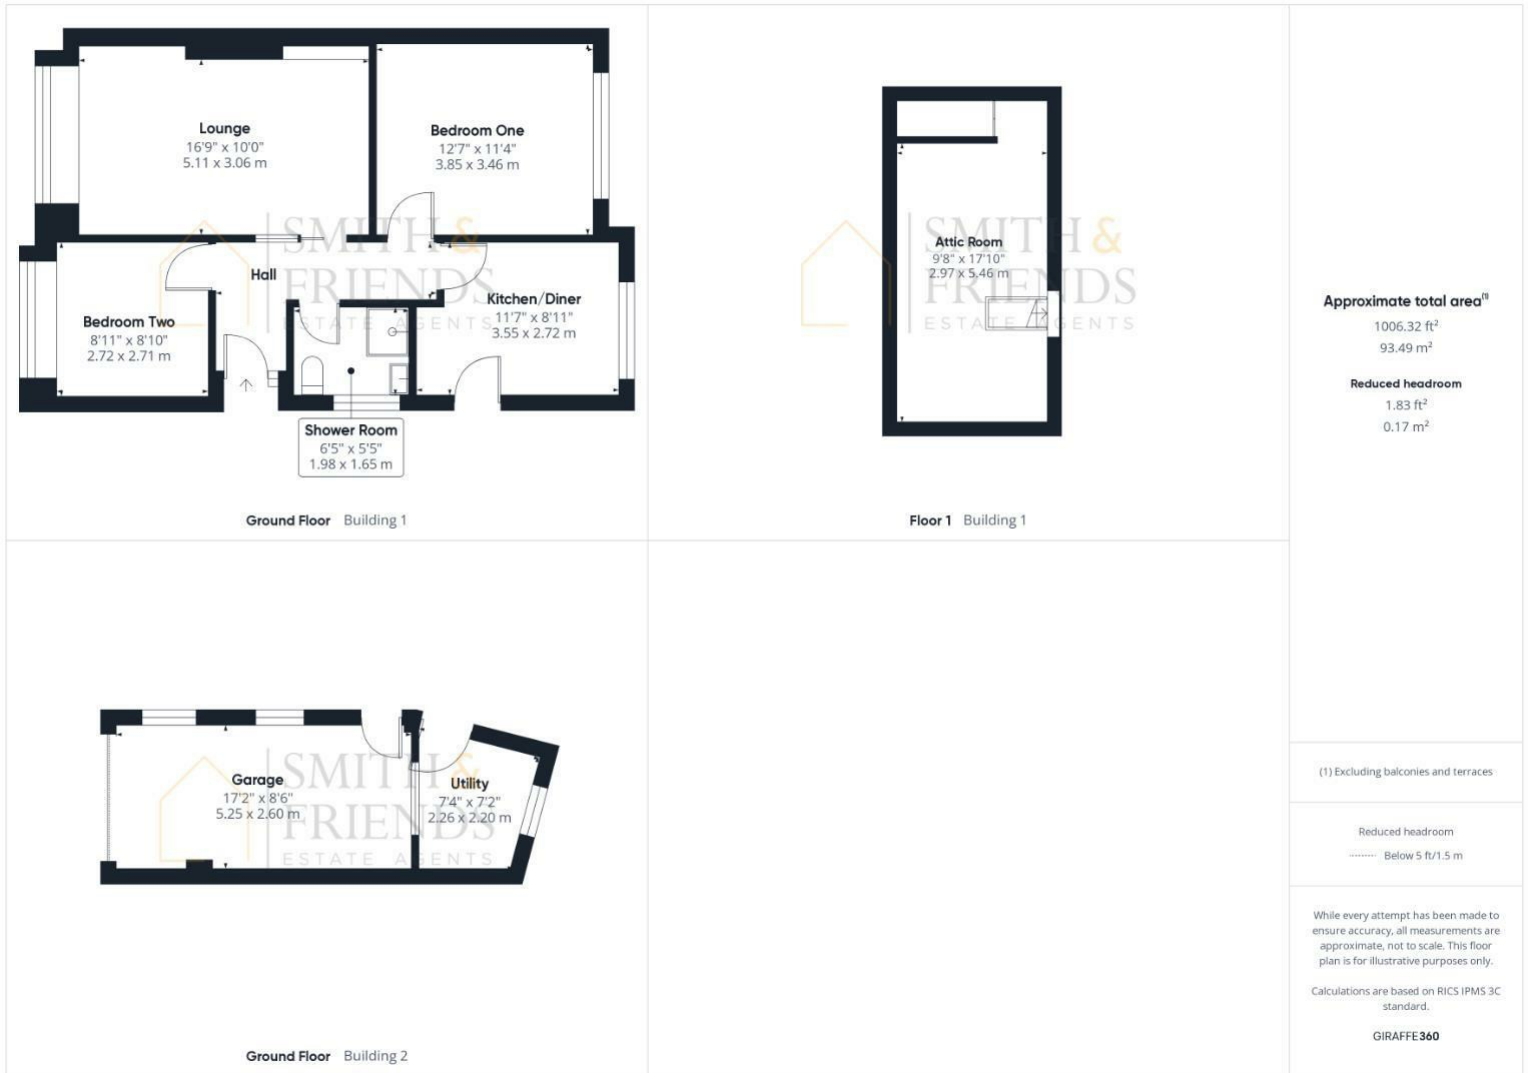 Lounge
16'9" x 10'0"
5.11 x 3.06 m
Bedroom One
12'7" x 11'4"
3.85 x 3.46 m
SMITH &
FRIENDS
ESTATE AGENTS
Hall
Bedroom Two
8'11" x 8'10"
2.72 x 2.71 m
Kitchen/Diner
11'7" x 8'11"
3.55 x 2.72 m
Shower Room
6'5" x 5'5"
1.98 x 1.65 m
Ground Floor Building 1
SMITH &
FRIENDS
ESTATE AGENTS
Attic Room
9'8" x 17'10"
2.97 x 5.46 m
Floor 1 Building 1
SMITH &
FRIENDS
ESTATE AGENTS
Garage
17'2" x 8'6"
5.25 x 2.60 m
Utility
7'4" x 7'2"
2.26 x 2.20 m
Ground Floor Building 2
Approximate total area(1)
1006.32 ft²
93.49 m²
Reduced headroom
1.83 ft²
0.17 m²
(1) Excluding balconies and terraces
Reduced headroom
Below 5 ft/1.5 m
While every attempt has been made to
ensure accuracy, all measurements are
approximate, not to scale. This floor
plan is for illustrative purposes only.
Calculations are based on RICS IPMS 3C
standard.
GIRAFFE360